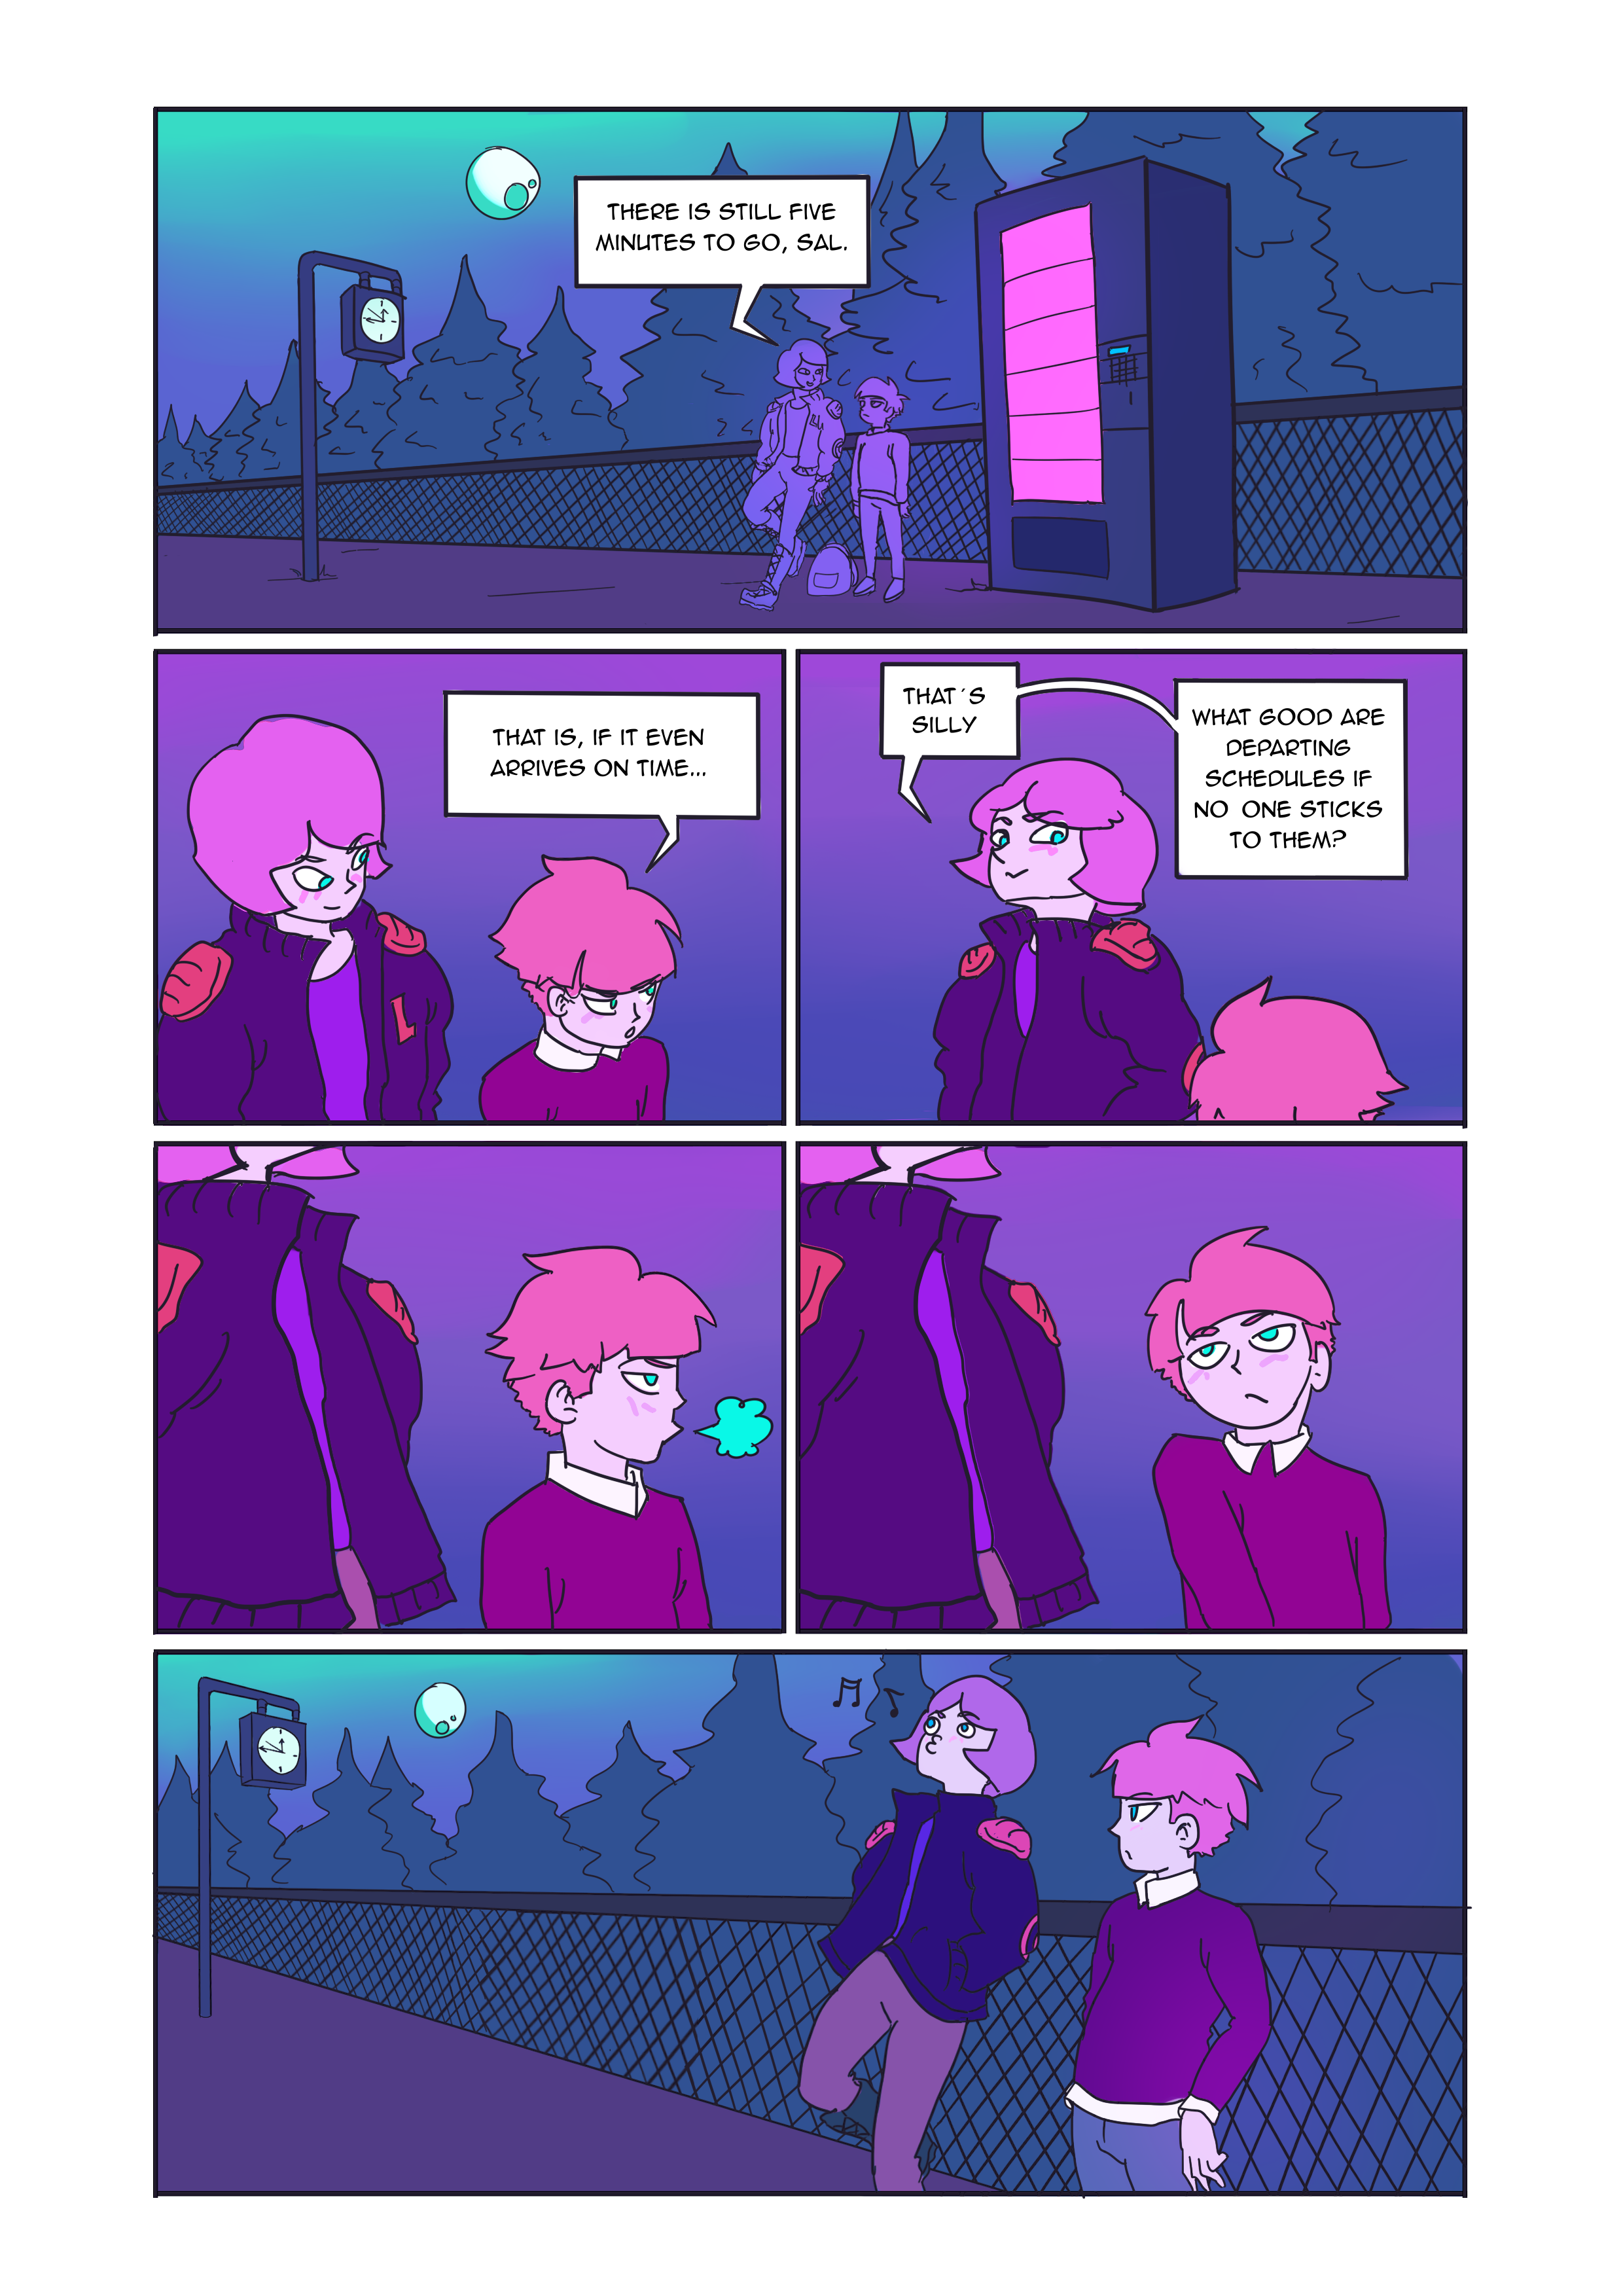 THERE IS STILL FIVE
MINUTES TO GO, SAL.
THAT IS, IF IT EVEN
ARRIVES ON TIME...
THAT´S
SILLY
WHAT GOOD ARE
DEPARTING
SCHEDULES IF
NO ONE STICKS
TO THEM?